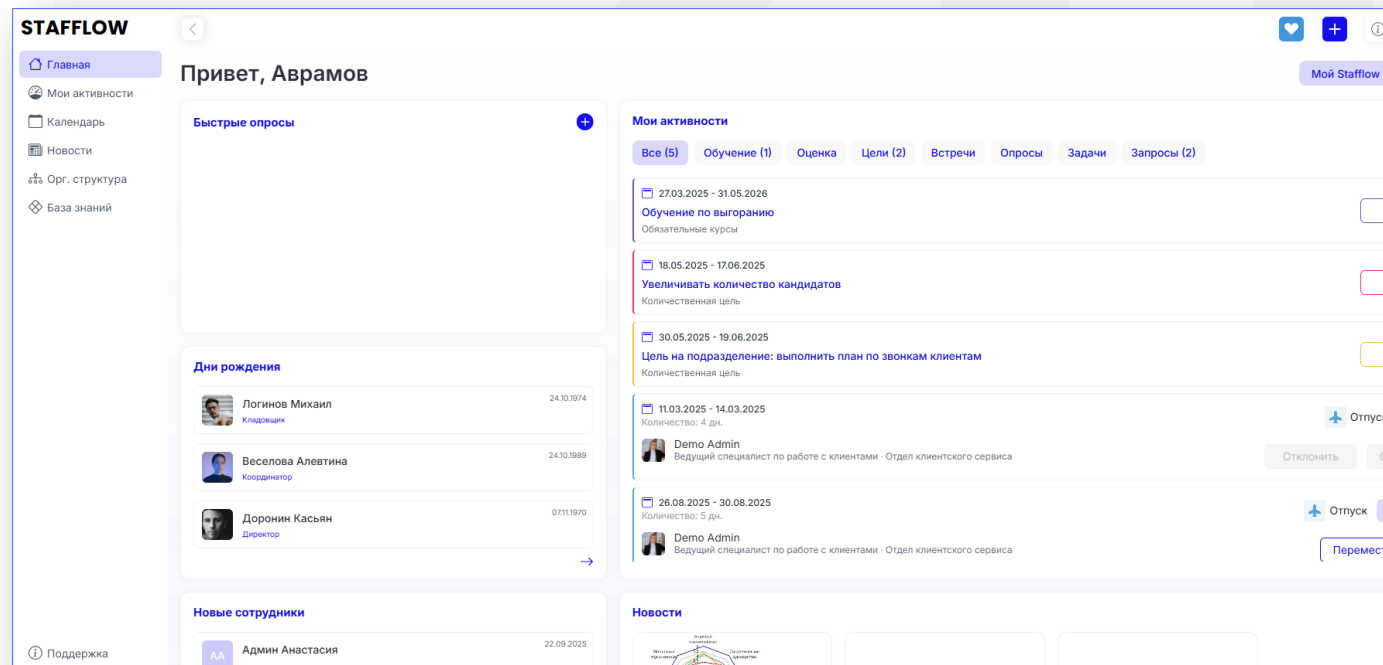 STAFFLOW
Главная
Мои активности
Календарь
Новости
Орг. структура
База знаний
Поддержка
Привет, Аврамов
Мой Stafflow
Быстрые опросы
Дни рождения
Логинов Михаил
24.10.1974
Кладовщик
Веселова Алевтина
24.10.1989
Координатор
Доронин Касьян
07.11.1970
Директор
Новые сотрудники
АА
Админ Анастасия
22.09.2025
Мои активности
Все (5) Обучение (1) Оценка Цели (2) Встречи Опросы Задачи Запросы (2)
27.03.2025 - 31.05.2026
Обучение по выгоранию
Обязательные курсы
18.05.2025 - 17.06.2025
Увеличивать количество кандидатов
Количественная цель
30.05.2025 - 19.06.2025
Цель на подразделение: выполнить план по звонкам клиентам
Количественная цель
11.03.2025 - 14.03.2025
Количество: 4 дн.
Отпус
Demo Admin
Ведущий специалист по работе с клиентами · Отдел клиентского сервиса
Отклонить
26.08.2025 - 30.08.2025
Количество: 5 дн.
Отпуск
Demo Admin
Ведущий специалист по работе с клиентами · Отдел клиентского сервиса
Перемест
Новости